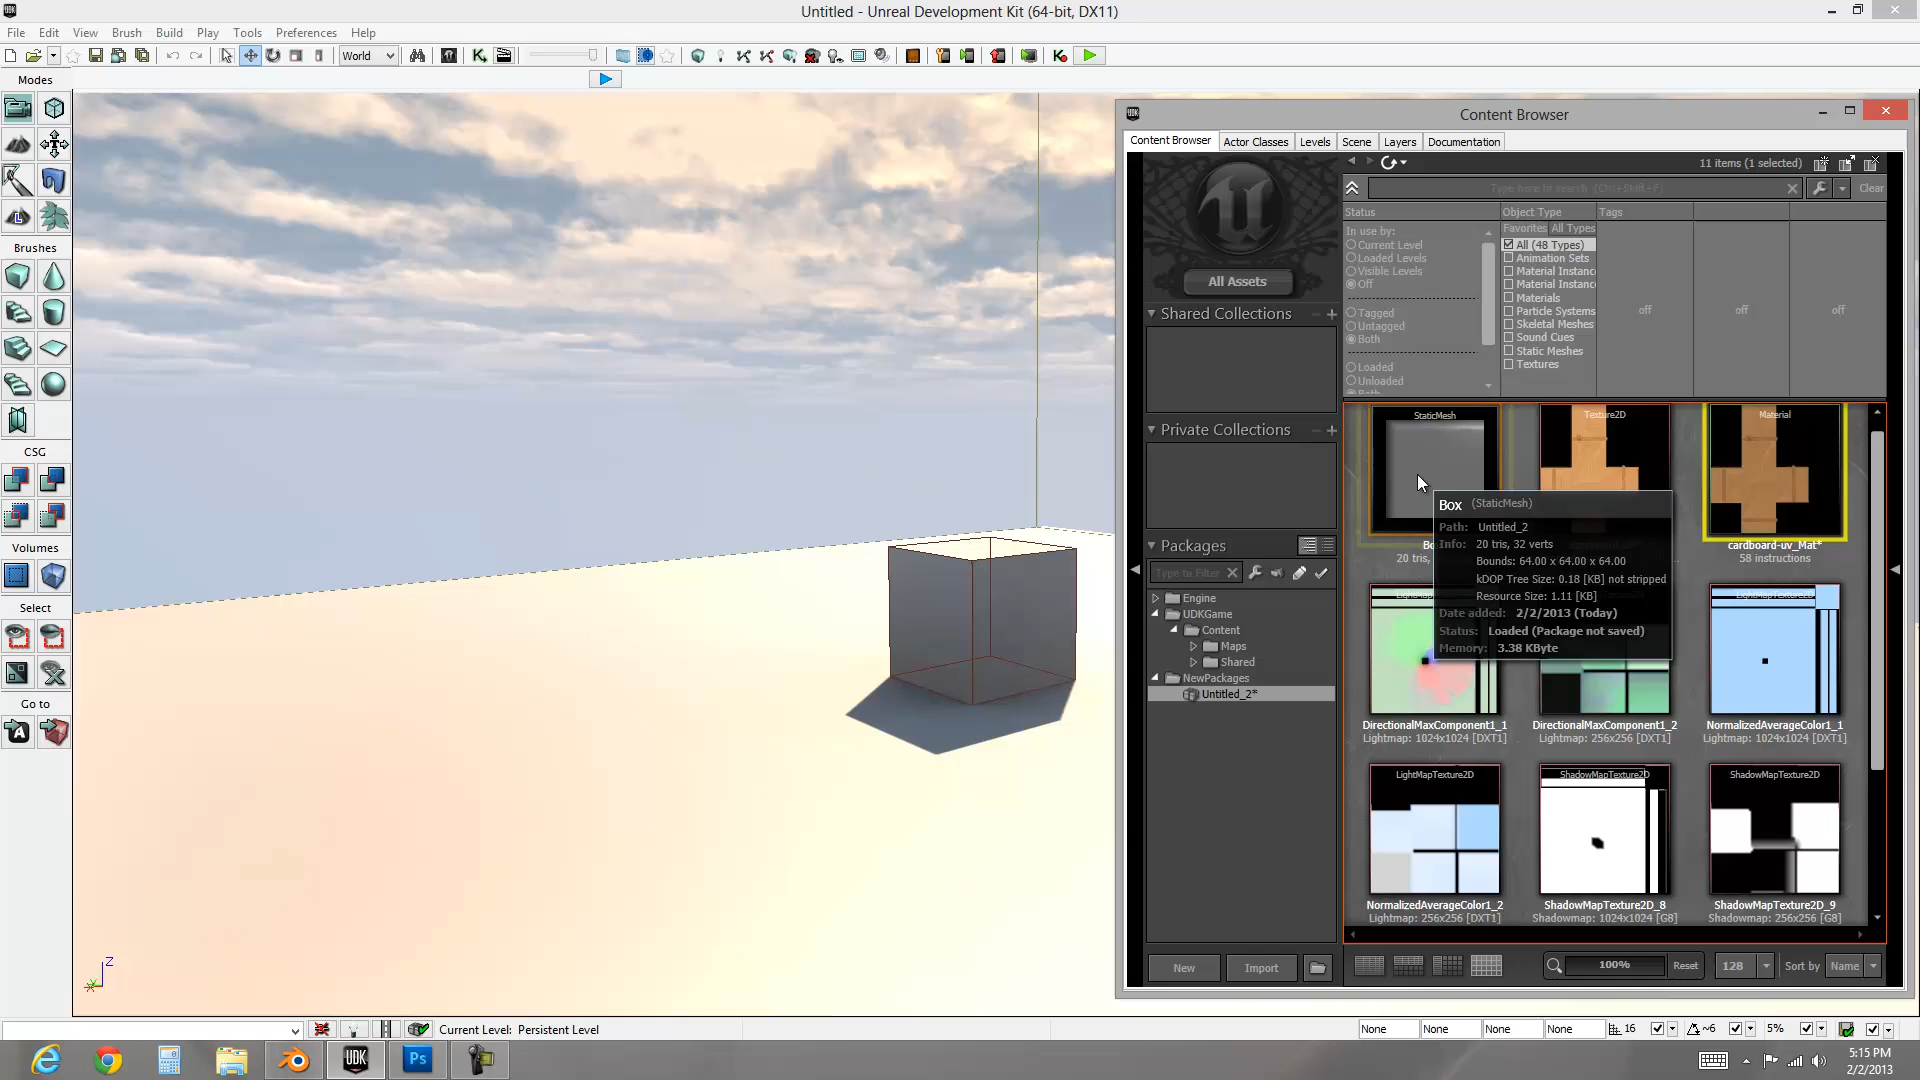 Untitled - Unreal Development Kit (64-bit, DX11)
File Edit View Brush Build Play Tools Preferences Help
World
Modes
Brushes
CSG
Volumes
Select
Go to
Z
Content Browser
Content Browser Actor Classes Levels Scene Layers Documentation
11 items (1 selected)
Type here to search (Ctrl+Shift+F)
Clear
All Assets
Shared Collections
Private Collections
Packages
Type to Filter
Engine
UDKGame
Content
Maps
Shared
NewPackages
Untitled_2*
New Import
Status
In use by:
Current Level
Loaded Levels
Visible Levels
Off
Tagged
Untagged
Both
Loaded
Unloaded
Both
Object Type
Favorites All Types
All (48 Types)
Animation Sets
Material Instanc
Material Instanc
Materials
Particle Systems
Skeletal Meshes
Sound Cues
Static Meshes
Textures
Tags
off off off
StaticMesh Texture2D Material
Bo
20 tris,
cardboard-uv_Mat*
58 instructions
Box (StaticMesh)
Path: Untitled_2
Info: 20 tris, 32 verts
Bounds: 64.00 x 64.00 x 64.00
kDOP Tree Size: 0.18 [KB] not stripped
Resource Size: 1.11 [KB]
Date added: 2/2/2013 (Today)
Status: Loaded (Package not saved)
Memory: 3.38 KByte
LightMapTexture2D
DirectionalMaxComponent1_1 DirectionalMaxComponent1_2 NormalizedAverageColor1_1
Lightmap: 1024x1024 [DXT1] Lightmap: 256x256 [DXT1] Lightmap: 1024x1024 [DXT1]
LightMapTexture2D ShadowMapTexture2D ShadowMapTexture2D
NormalizedAverageColor1_2 ShadowMapTexture2D_8 ShadowMapTexture2D_9
Lightmap: 256x256 [DXT1] Shadowmap: 1024x1024 [G8] Shadowmap: 256x256 [G8]
100% Reset 128 Sort by Name
Current Level: Persistent Level
None None None None 16 ~6 5%
UDK
Ps
5:15 PM
2/2/2013